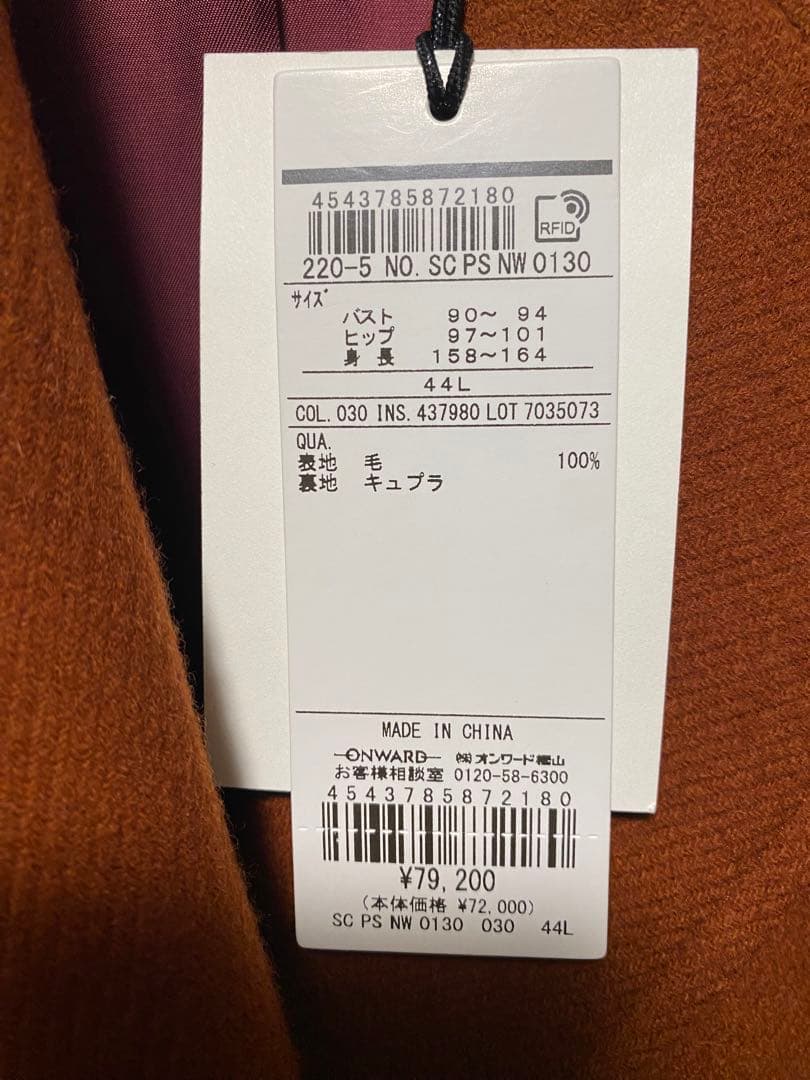 4543785872180
RFID
220-5 NO. SC PS NW 0130
サイズ
バスト 90～ 94
ヒップ 97～101
身長 158～164
44L
COL. 030 INS. 437980 LOT 7035073
QUA.
表地 毛 100%
裏地 キュプラ
MADE IN CHINA
ONWARD ㈱オンワード樫山
お客様相談室 0120-58-6300
4543785872180
¥79,200
(本体価格 ¥72,000)
SC PS NW 0130 030 44L